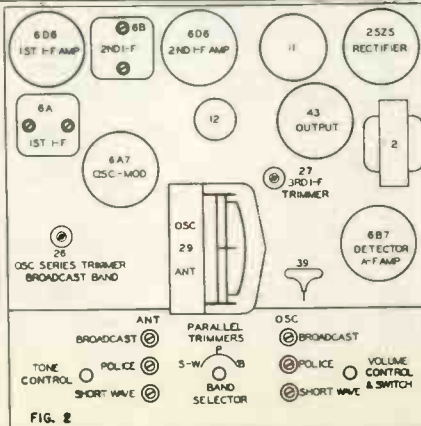 6D6
1ST I-F AMP
6B
2ND I-F
6D6
2ND I-F AMP
11
25Z5
RECTIFIER
6A
1ST I-F
12
43
OUTPUT
2
6A7
OSC-MOD
27
3RD I-F
TRIMMER
OSC
29
ANT
26
OSC SERIES TRIMMER
BROADCAST BAND
39
6B7
DETECTOR
A-F AMP
ANT
PARALLEL
TRIMMERS
OSC
BROADCAST
BROADCAST
P
S-W
B
TONE
CONTROL
POLICE
POLICE
VOLUME
CONTROL
& SWITCH
SHORT WAVE
BAND
SELECTOR
SHORT WAVE
FIG. 2